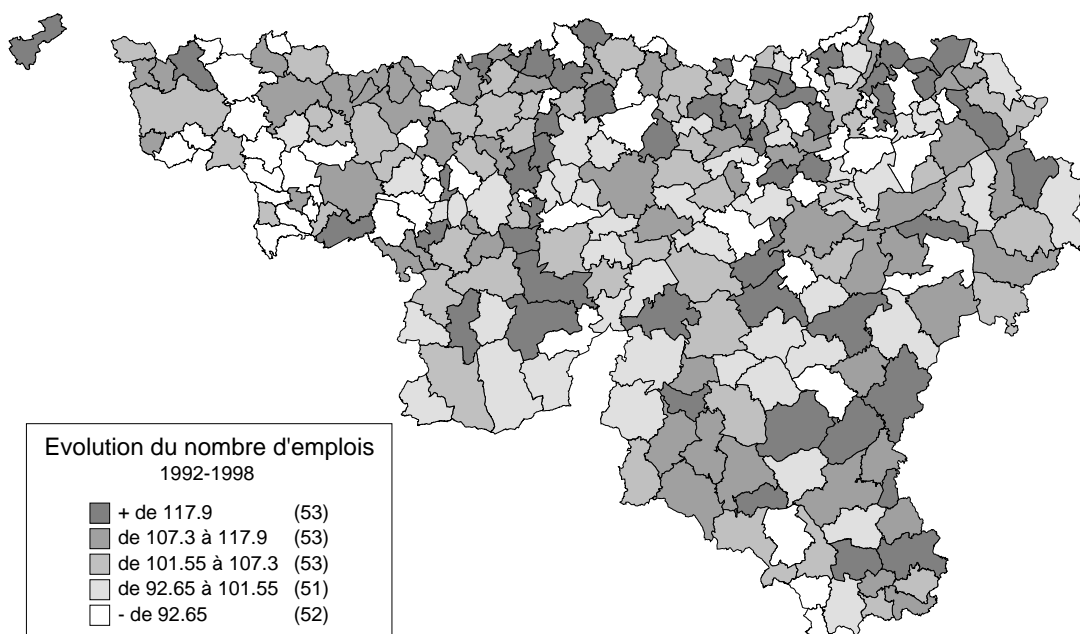 Evolution du nombre d'emplois
1992-1998
+ de 117.9 (53)
de 107.3 à 117.9 (53)
de 101.55 à 107.3 (53)
de 92.65 à 101.55 (51)
- de 92.65 (52)